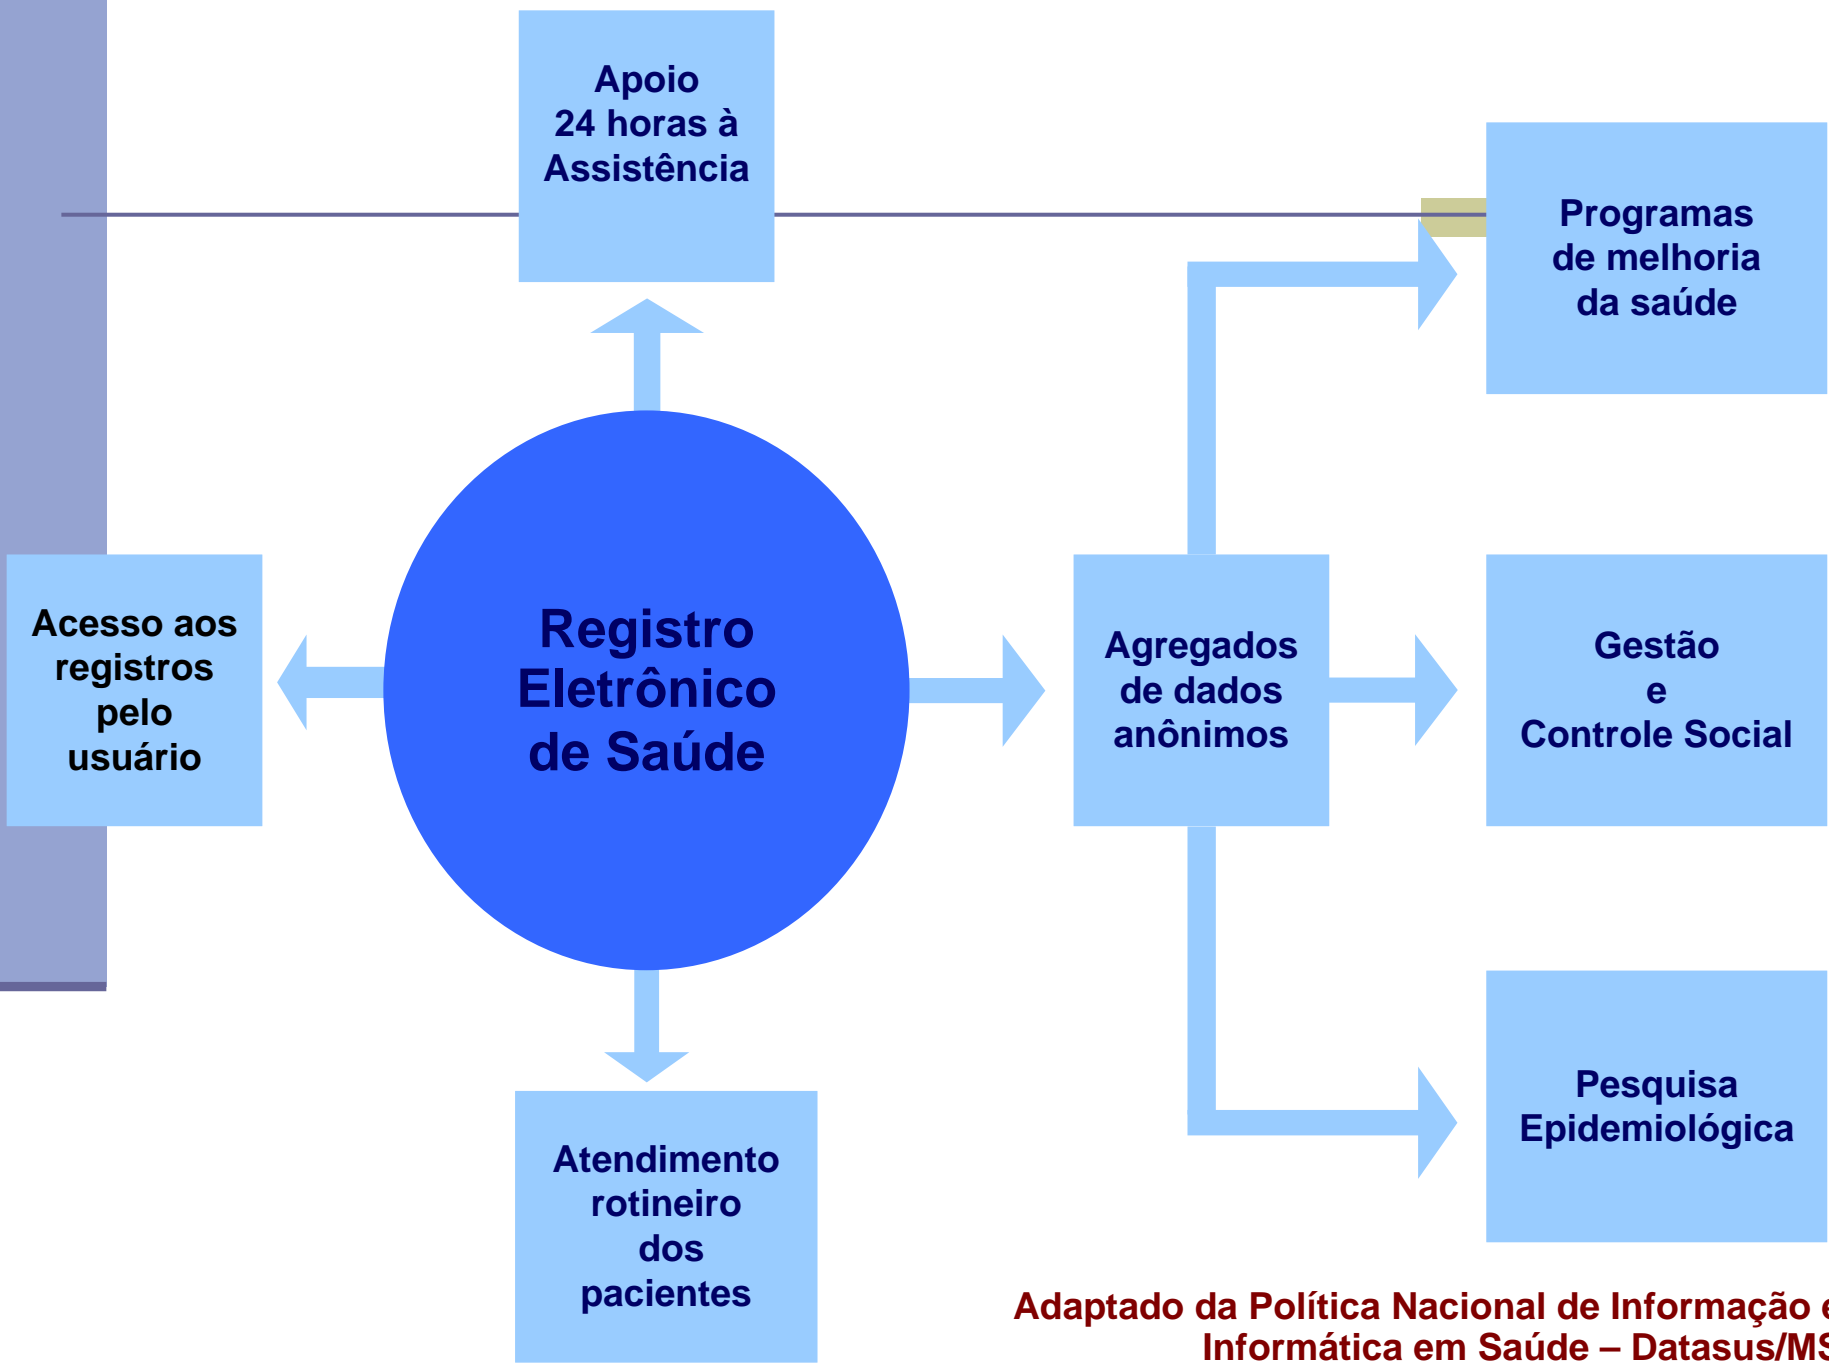 Apoio
24 horas à
Assistência
Programas
de melhoria
da saúde
Acesso aos
registros
pelo
usuário
Registro
Eletrônico
de Saúde
Agregados
de dados
anônimos
Gestão
e
Controle Social
Pesquisa
Epidemiológica
Atendimento
rotineiro
dos
pacientes
Adaptado da Política Nacional de Informação e
Informática em Saúde – Datasus/MS